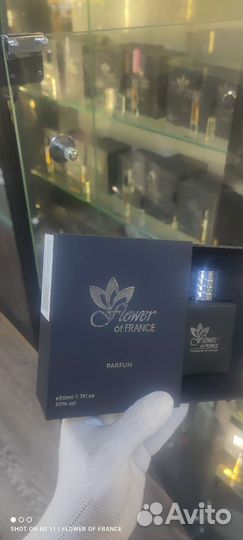 Flower
OF FRANCE
PARFUM
e50ml-1.7fl.oz
50% vol
Flower
OF FRANCE
SHOT ON MI 11 | FLOWER OF FRANCE
Avito